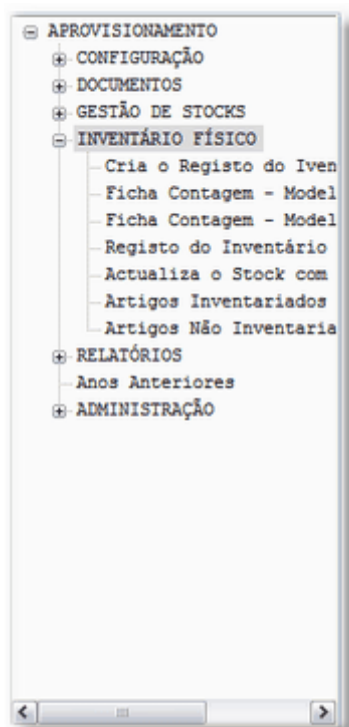 APROVISIONAMENTO
CONFIGURAÇÃO
DOCUMENTOS
GESTÃO DE STOCKS
INVENTÁRIO FÍSICO
Cria o Registo do Iven
Ficha Contagem - Model
Ficha Contagem - Model
Registo do Inventário
Actualiza o Stock com
Artigos Inventariados
Artigos Não Inventaria
RELATÓRIOS
Anos Anteriores
ADMINISTRAÇÃO